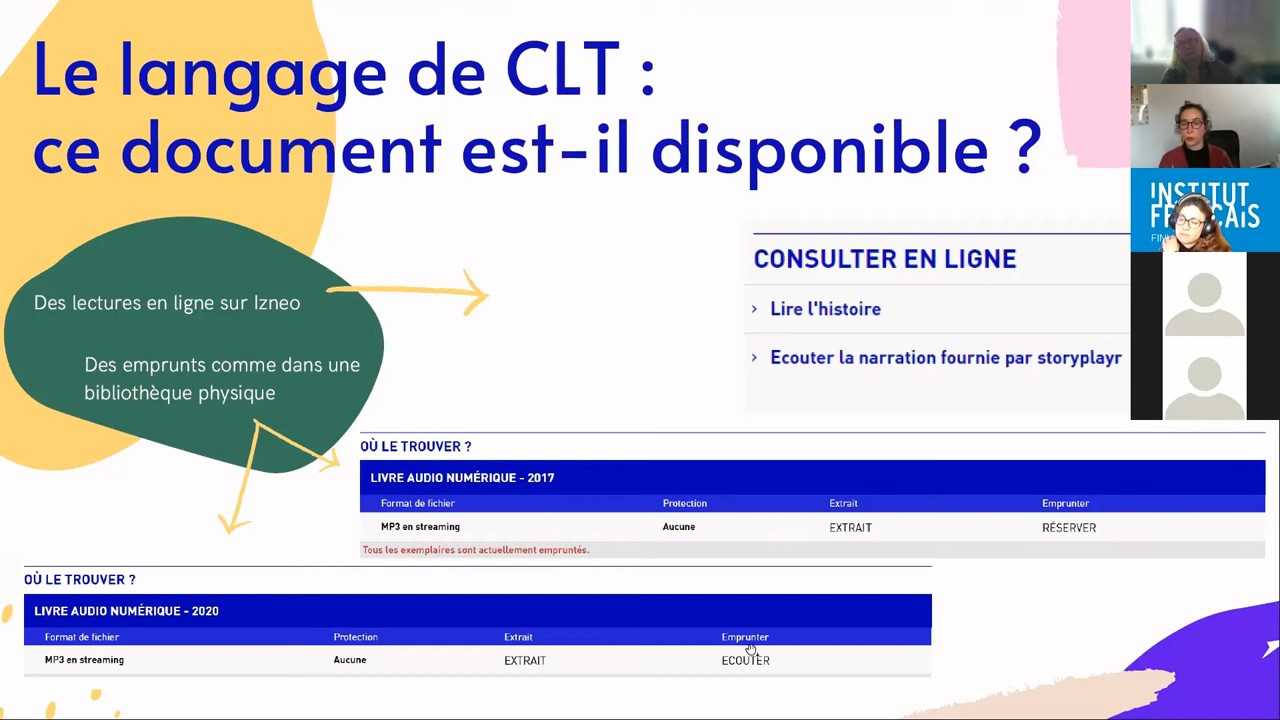 Le langage de CLT :
ce document est-il disponible ?
Des lectures en ligne sur Izneo
Des emprunts comme dans une
bibliothèque physique
CONSULTER EN LIGNE
› Lire l'histoire
› Ecouter la narration fournie par storyplayr
INSTITUT
OÙ LE TROUVER ?
LIVRE AUDIO NUMÉRIQUE - 2017
Format de fichier Protection Extrait Emprunter
MP3 en streaming Aucune EXTRAIT RÉSERVER
Tous les exemplaires sont actuellement empruntés.
OÙ LE TROUVER ?
LIVRE AUDIO NUMÉRIQUE - 2020
Format de fichier Protection Extrait Emprunter
MP3 en streaming Aucune EXTRAIT ECOUTER